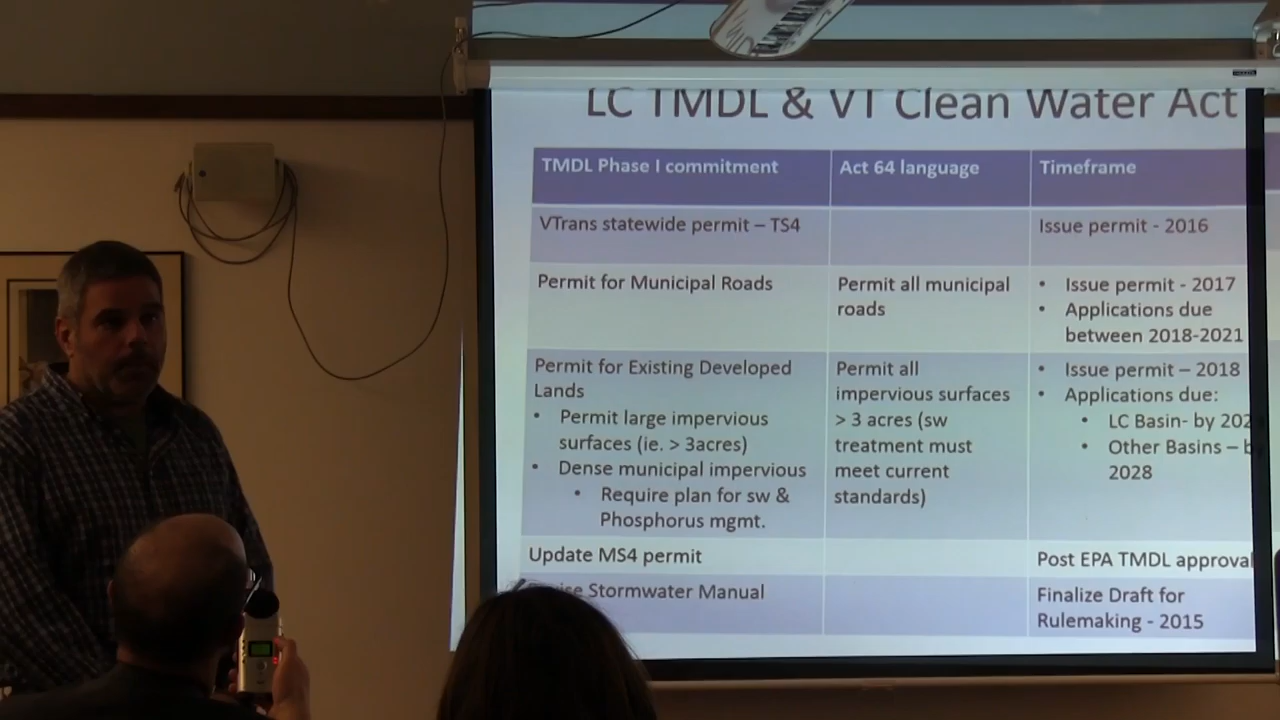 LC TMDL & VT Clean Water Act
TMDL Phase I commitment
Act 64 language
Timeframe
VTrans statewide permit – TS4
Issue permit - 2016
Permit for Municipal Roads
Permit all municipal
roads
• Issue permit - 2017
• Applications due
between 2018-2021
Permit for Existing Developed
Lands
• Permit large impervious
surfaces (ie. > 3acres)
• Dense municipal impervious
• Require plan for sw &
Phosphorus mgmt.
Permit all
impervious surfaces
> 3 acres (sw
treatment must
meet current
standards)
• Issue permit – 2018
• Applications due:
• LC Basin- by
• Other Basins –
2028
Update MS4 permit
Post EPA TMDL approval
Stormwater Manual
Finalize Draft for
Rulemaking - 2015